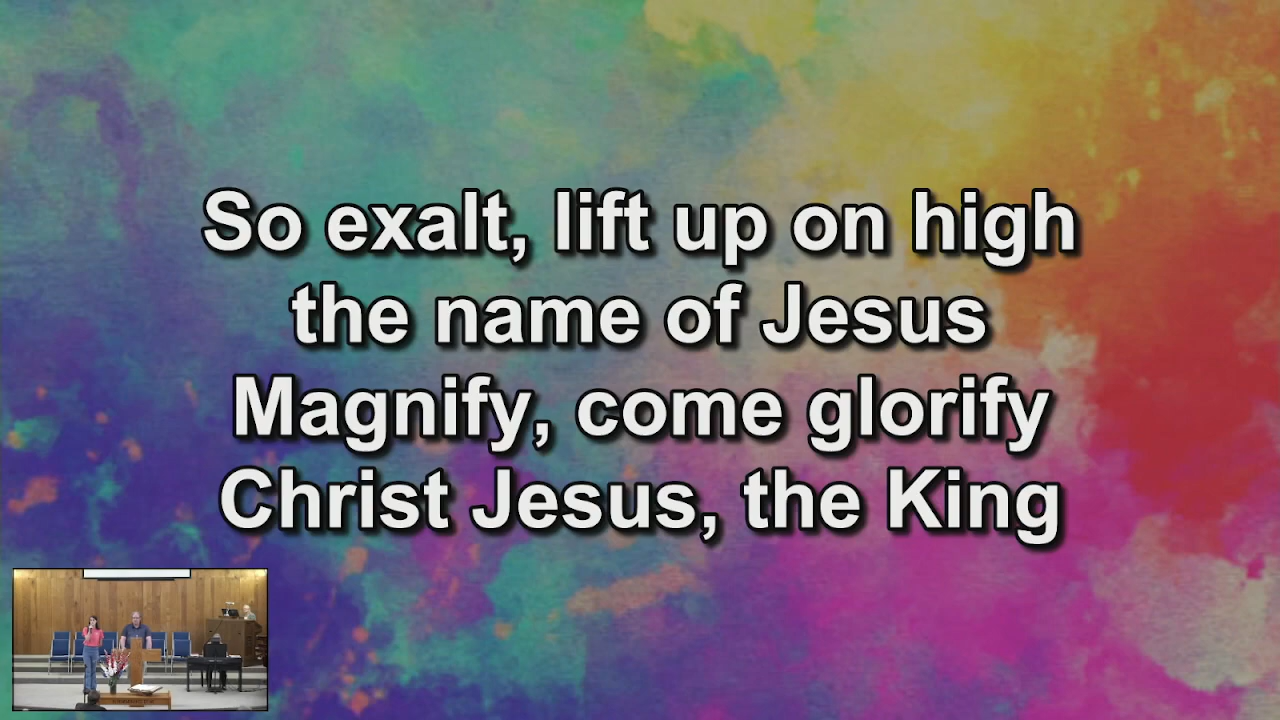 So exalt, lift up on high
the name of Jesus
Magnify, come glorify
Christ Jesus, the King